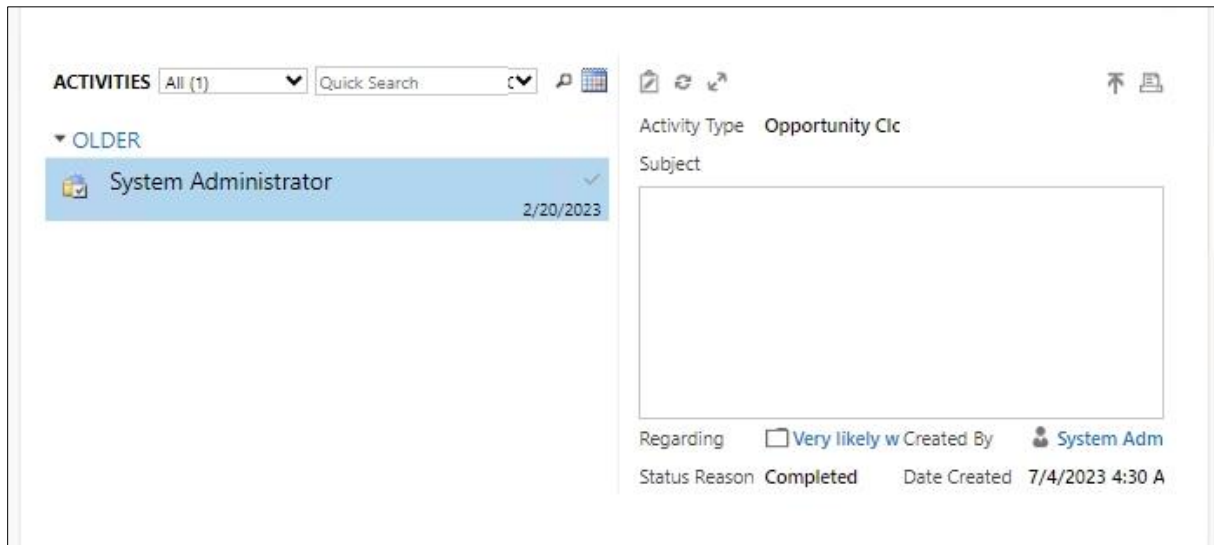 ACTIVITIES All (1) Quick Search
OLDER
System Administrator
2/20/2023
Activity Type Opportunity Clc
Subject
Regarding Very likely w Created By System Adm
Status Reason Completed Date Created 7/4/2023 4:30 A